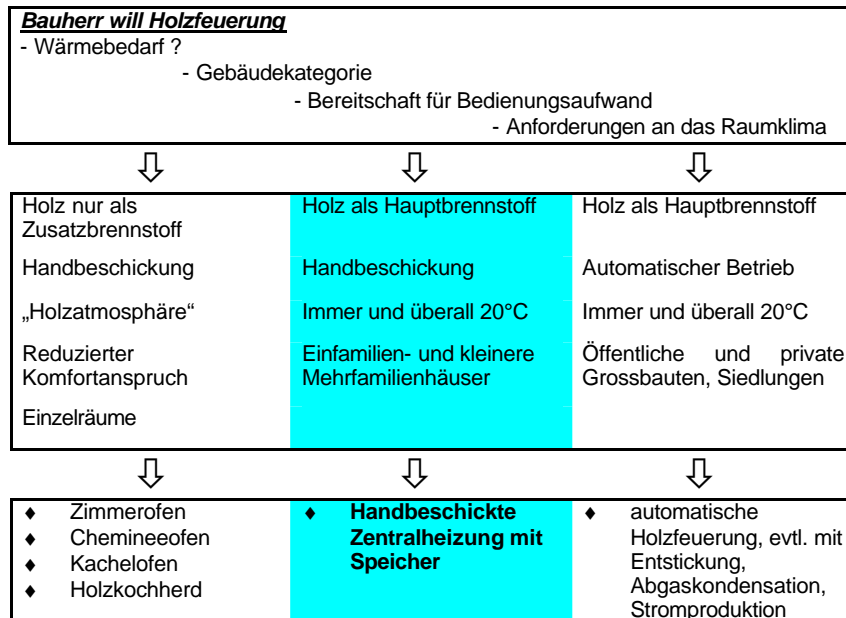 Bauherr will Holzfeuerung
- Wärmebedarf ?
- Gebäudekategorie
- Bereitschaft für Bedienungsaufwand
- Anforderungen an das Raumklima
Holz nur als
Zusatzbrennstoff
Handbeschickung
„Holzatmosphäre“
Reduzierter
Komfortanspruch
Einzelräume
Holz als Hauptbrennstoff
Handbeschickung
Immer und überall 20°C
Einfamilien- und kleinere
Mehrfamilienhäuser
Holz als Hauptbrennstoff
Automatischer Betrieb
Immer und überall 20°C
Öffentliche und private
Grossbauten, Siedlungen
♦ Zimmerofen
♦ Chemineeofen
♦ Kachelofen
♦ Holzkochherd
♦ Handbeschickte
Zentralheizung mit
Speicher
♦ automatische
Holzfeuerung, evtl. mit
Entstickung,
Abgaskondensation,
Stromproduktion